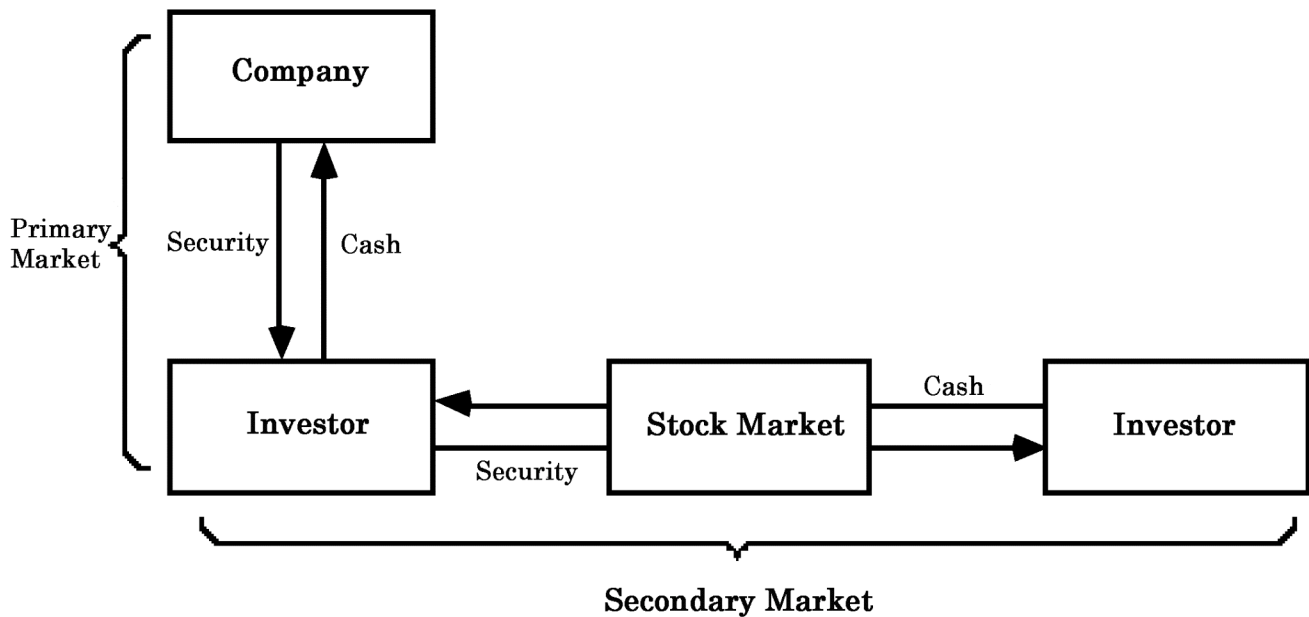 Company
Primary
Market
Security
Cash
Investor
Security
Stock Market
Cash
Investor
Secondary Market